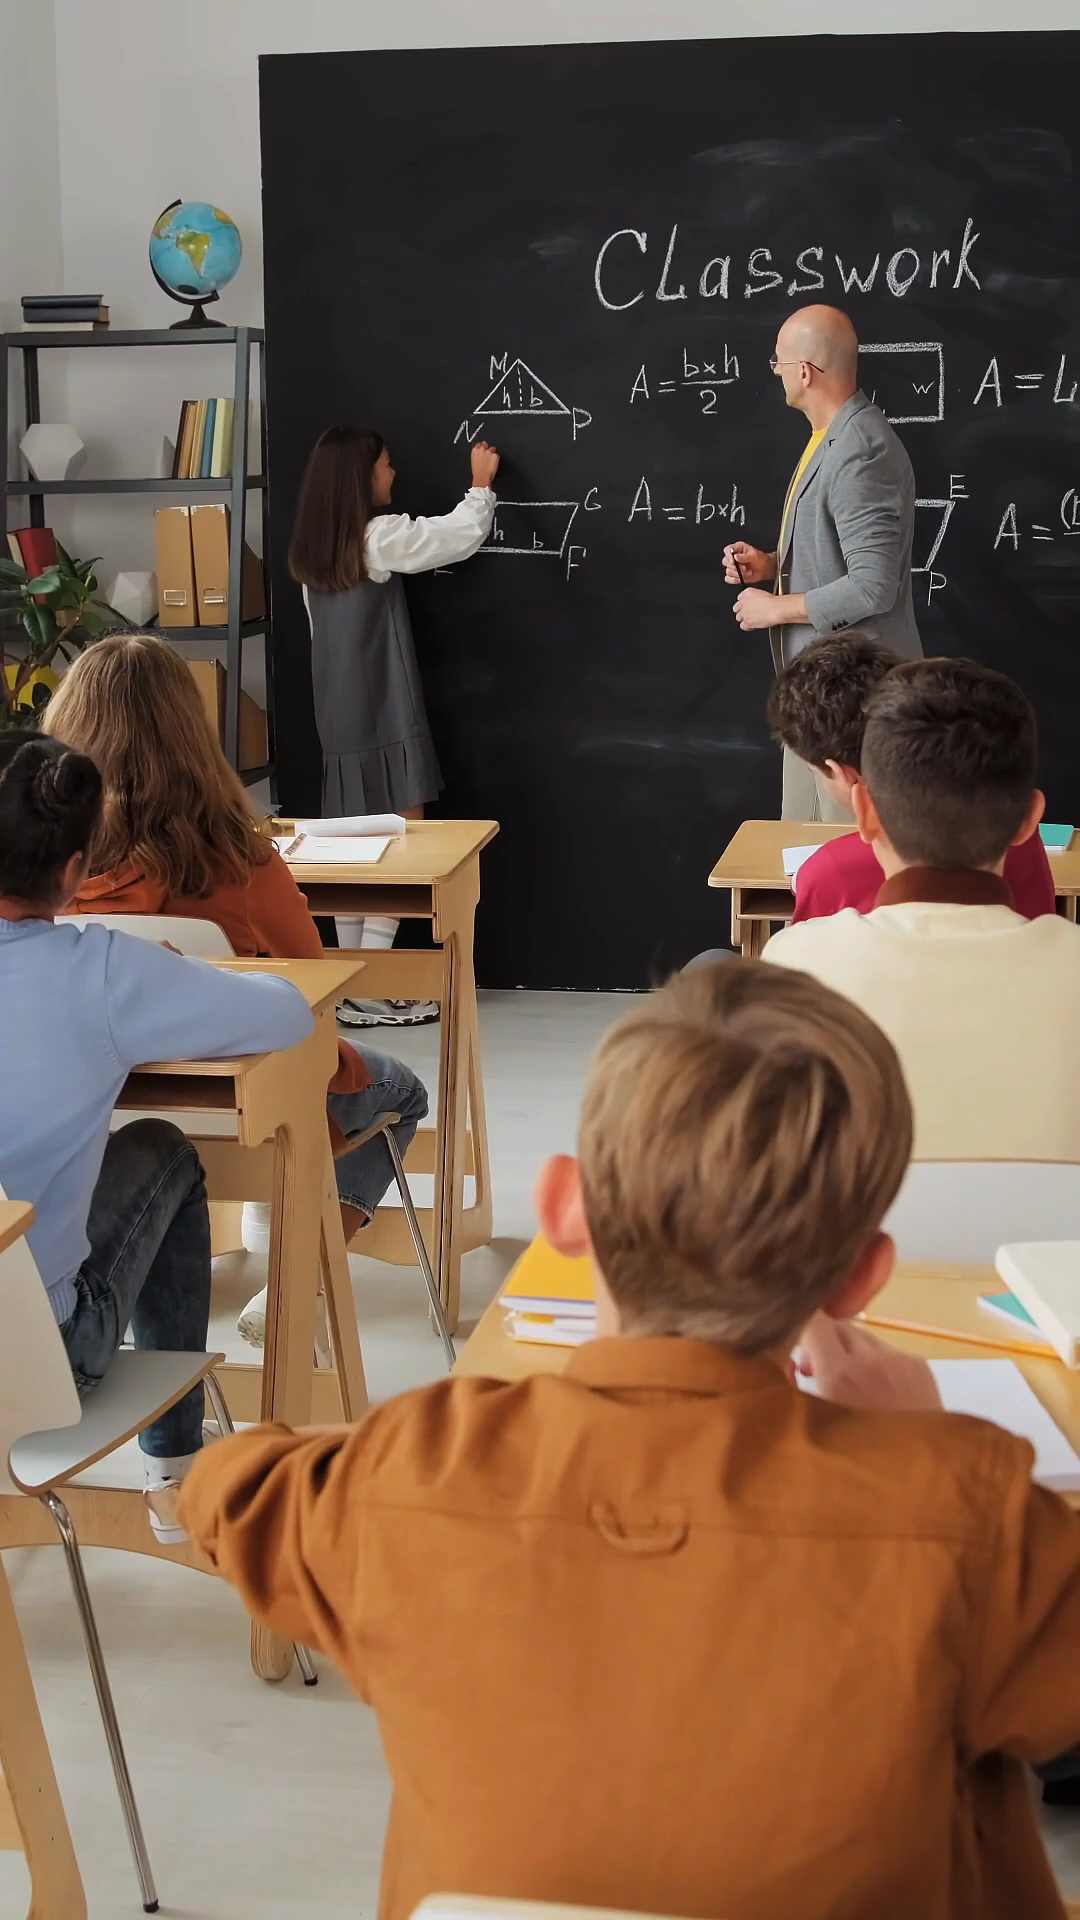 CLasswork
M
h b
N P
A = b×h/2
w
A = L
G
h b
F
A = b×h
E
P
A = (b